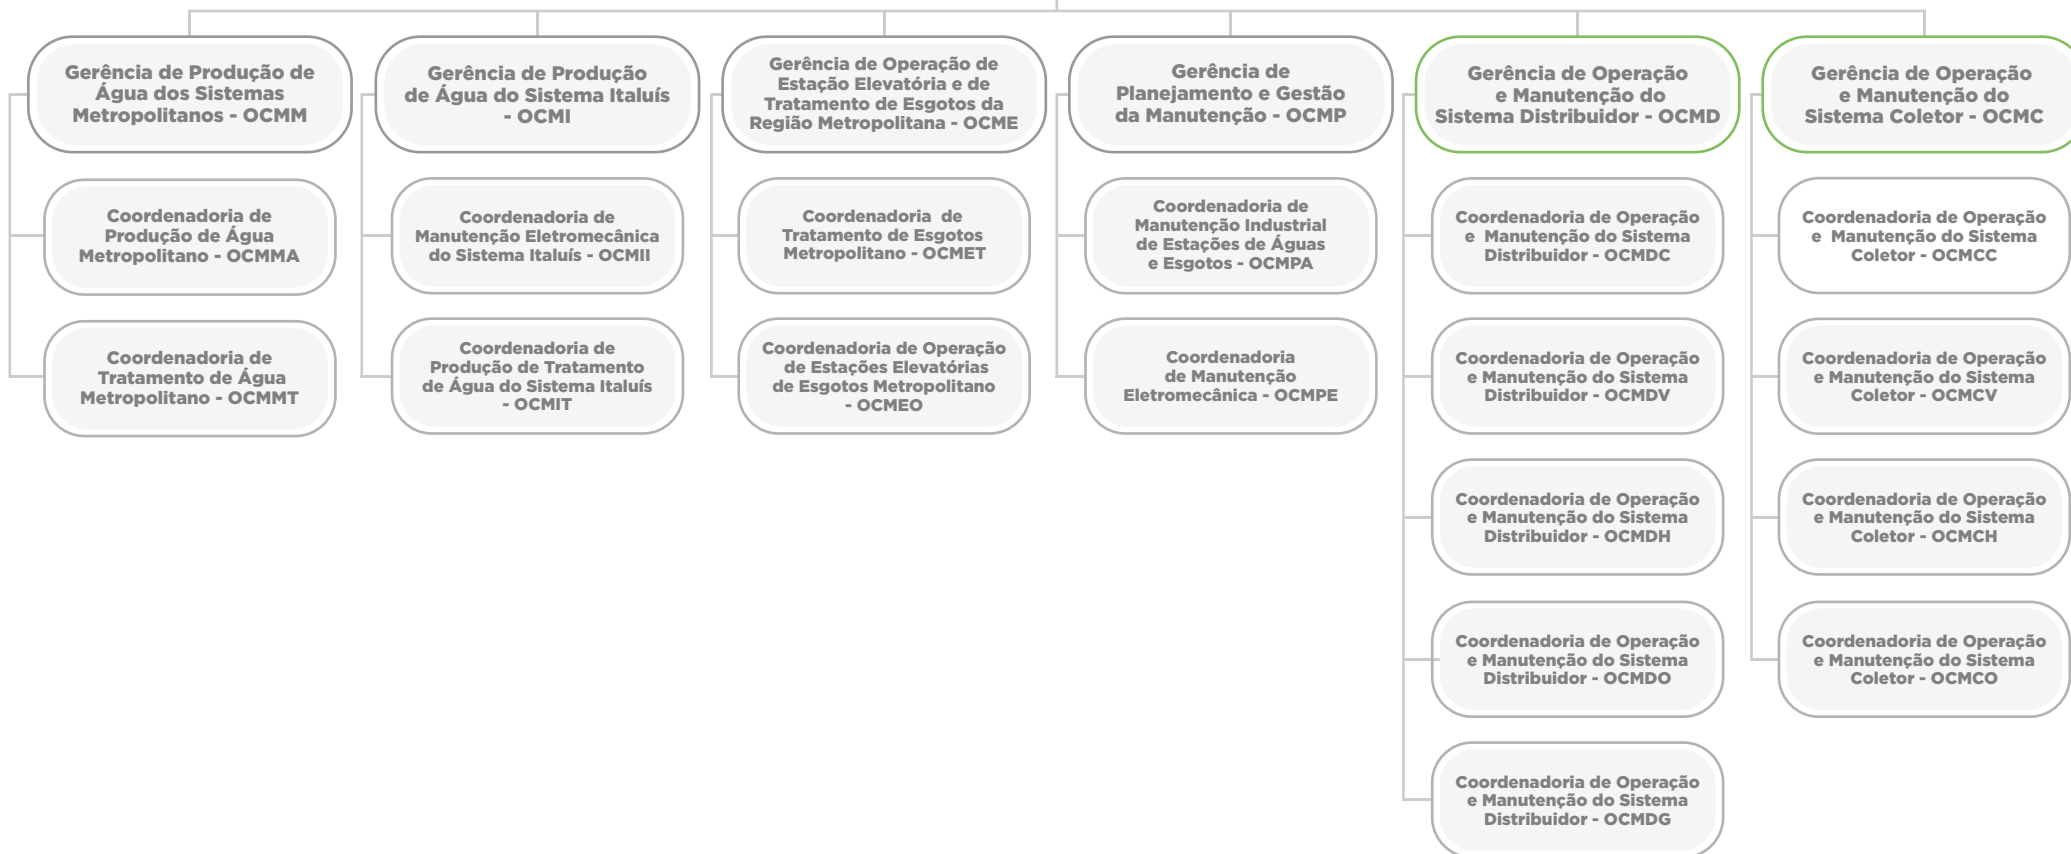 Gerência de Produção de
Água dos Sistemas
Metropolitanos - OCMM
Coordenadoria de
Produção de Água
Metropolitano - OCMMA
Coordenadoria de
Tratamento de Água
Metropolitano - OCMMT
Gerência de Produção
de Água do Sistema Italuís
- OCMI
Coordenadoria de
Manutenção Eletromecânica
do Sistema Italuís - OCMII
Coordenadoria de
Produção de Tratamento
de Água do Sistema Italuís
- OCMIT
Gerência de Operação de
Estação Elevatória e de
Tratamento de Esgotos da
Região Metropolitana - OCME
Coordenadoria de
Tratamento de Esgotos
Metropolitano - OCMET
Coordenadoria de Operação
de Estações Elevatórias
de Esgotos Metropolitano
- OCMEO
Gerência de
Planejamento e Gestão
da Manutenção - OCMP
Coordenadoria de
Manutenção Industrial
de Estações de Águas
e Esgotos - OCMPA
Coordenadoria
de Manutenção
Eletromecânica - OCMPE
Gerência de Operação
e Manutenção do
Sistema Distribuidor - OCMD
Coordenadoria de Operação
e Manutenção do Sistema
Distribuidor - OCMDC
Coordenadoria de Operação
e Manutenção do Sistema
Distribuidor - OCMDV
Coordenadoria de Operação
e Manutenção do Sistema
Distribuidor - OCMDH
Coordenadoria de Operação
e Manutenção do Sistema
Distribuidor - OCMDO
Coordenadoria de Operação
e Manutenção do Sistema
Distribuidor - OCMDG
Gerência de Operação
e Manutenção do
Sistema Coletor - OCMC
Coordenadoria de Operação
e Manutenção do Sistema
Coletor - OCMCC
Coordenadoria de Operação
e Manutenção do Sistema
Coletor - OCMCV
Coordenadoria de Operação
e Manutenção do Sistema
Coletor - OCMCH
Coordenadoria de Operação
e Manutenção do Sistema
Coletor - OCMCO